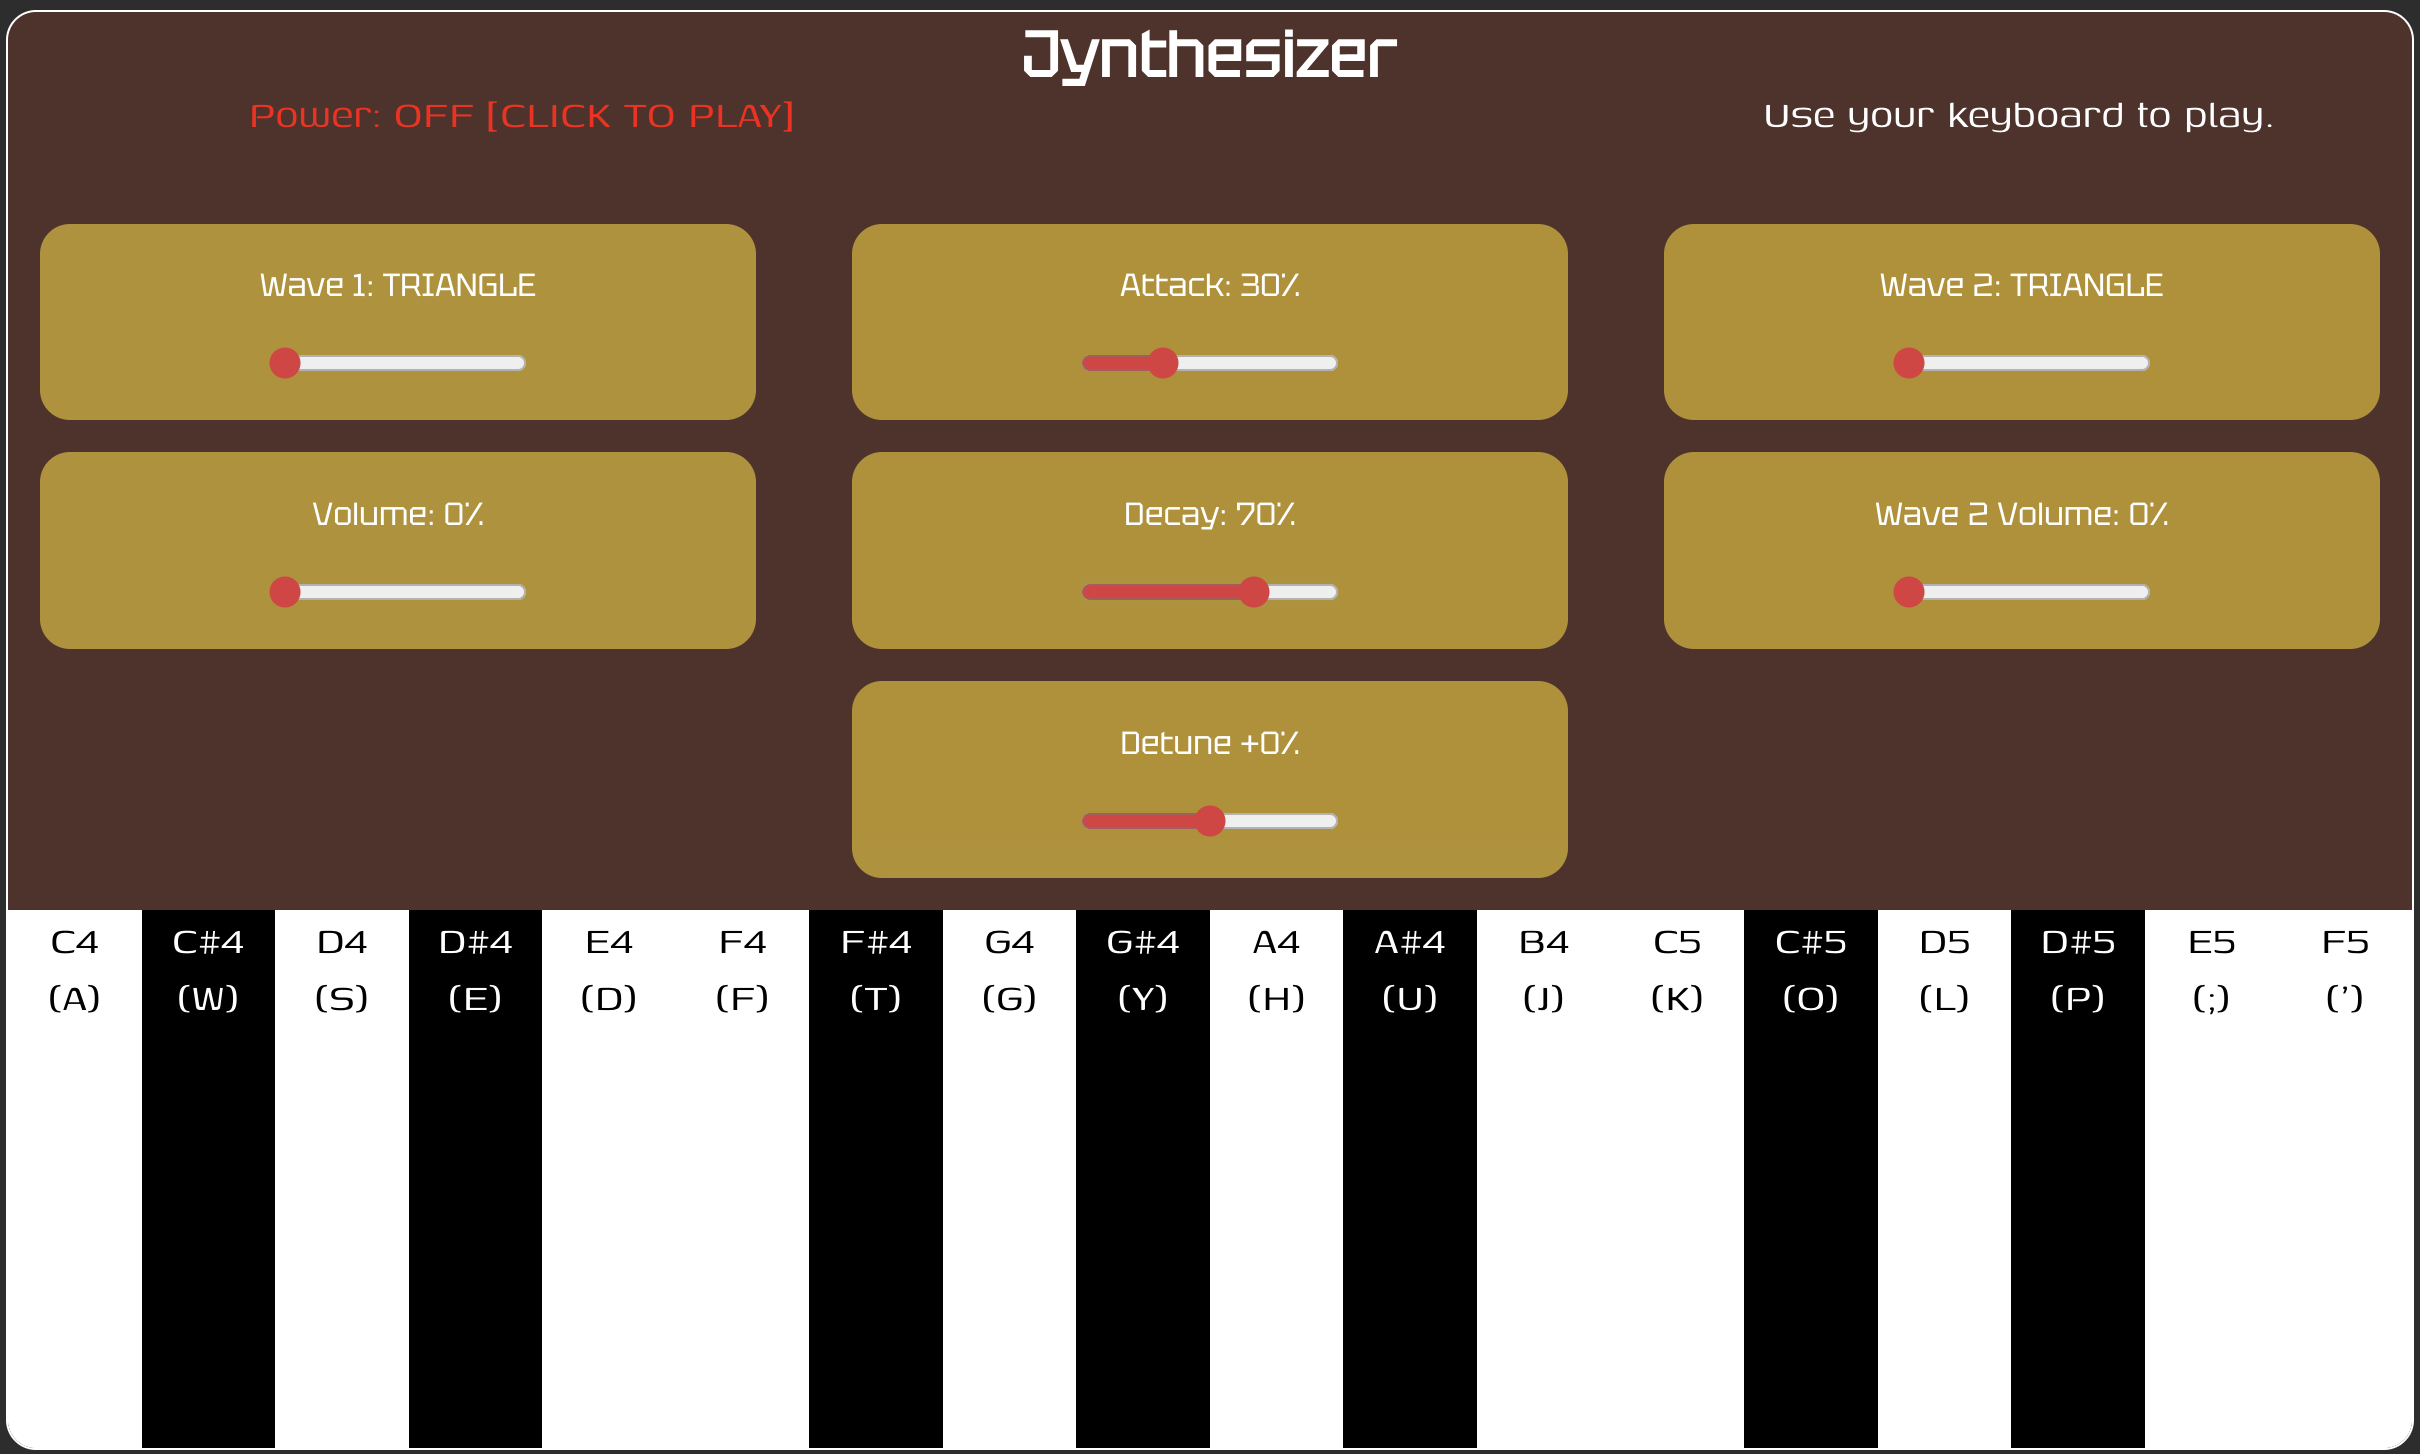 Jynthesizer
Power: OFF [CLICK TO PLAY]
Use your keyboard to play.
Wave 1: TRIANGLE
Attack: 30%
Wave 2: TRIANGLE
Volume: 0%
Decay: 70%
Wave 2 Volume: 0%
Detune +0%
C4 C#4 D4 D#4 E4 F4 F#4 G4 G#4 A4 A#4 B4 C5 C#5 D5 D#5 E5 F5
(A) (W) (S) (E) (D) (F) (T) (G) (Y) (H) (U) (J) (K) (O) (L) (P) (;) (')